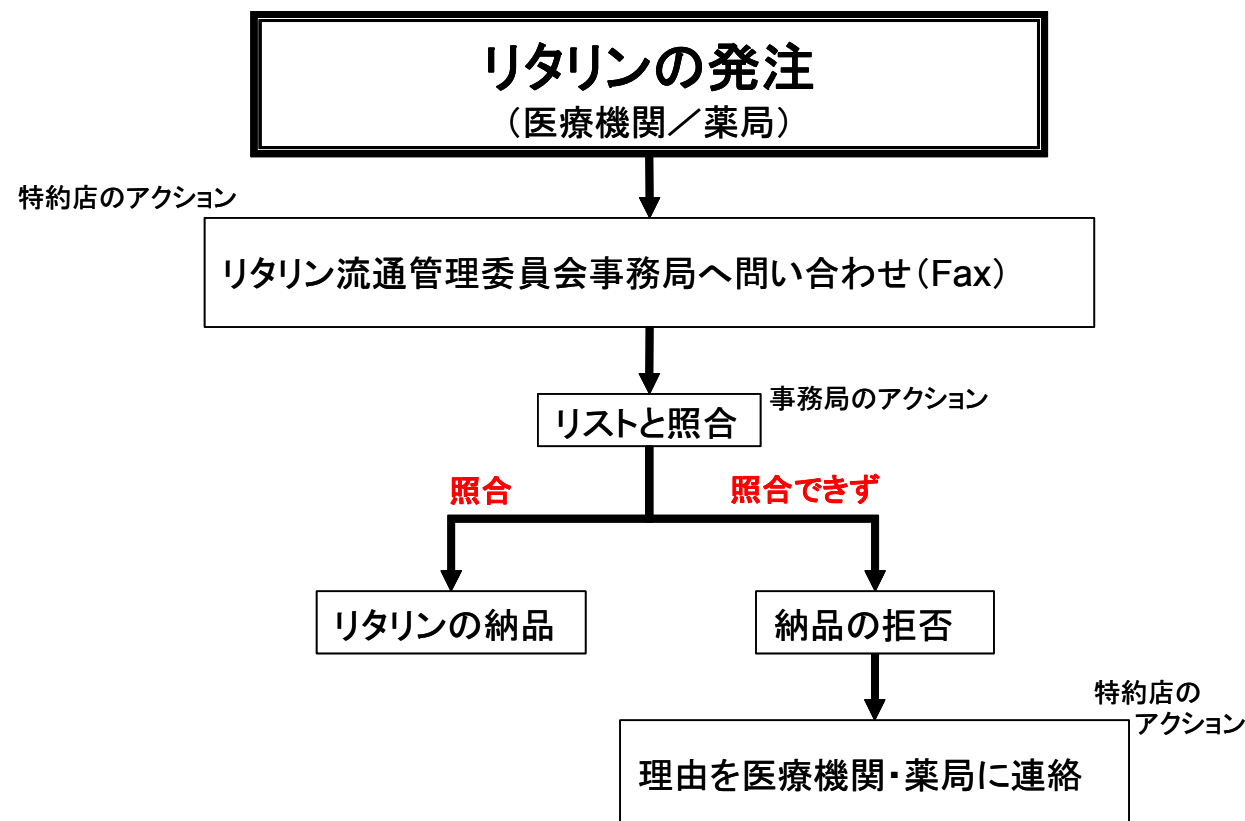 リタリンの発注
（医療機関／薬局）
特約店のアクション
リタリン流通管理委員会事務局へ問い合わせ（Fax）
事務局のアクション
リストと照合
照合
照合できず
リタリンの納品
納品の拒否
特約店の
アクション
理由を医療機関・薬局に連絡